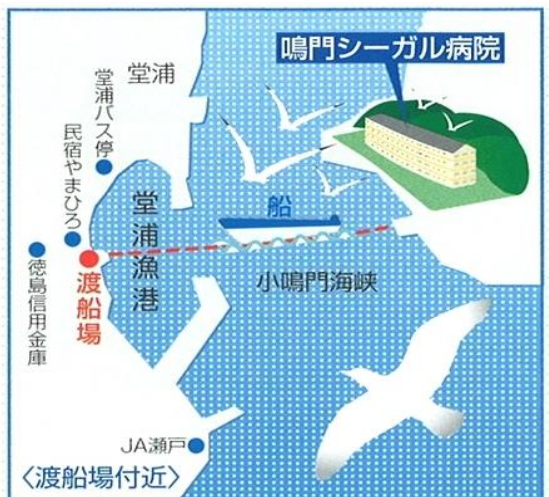 鳴門シーガル病院
堂浦
堂浦バス停
民宿やまひろ
堂浦漁港
船
渡船場
徳島信用金庫
小鳴門海峡
JA瀬戸
〈渡船場付近〉